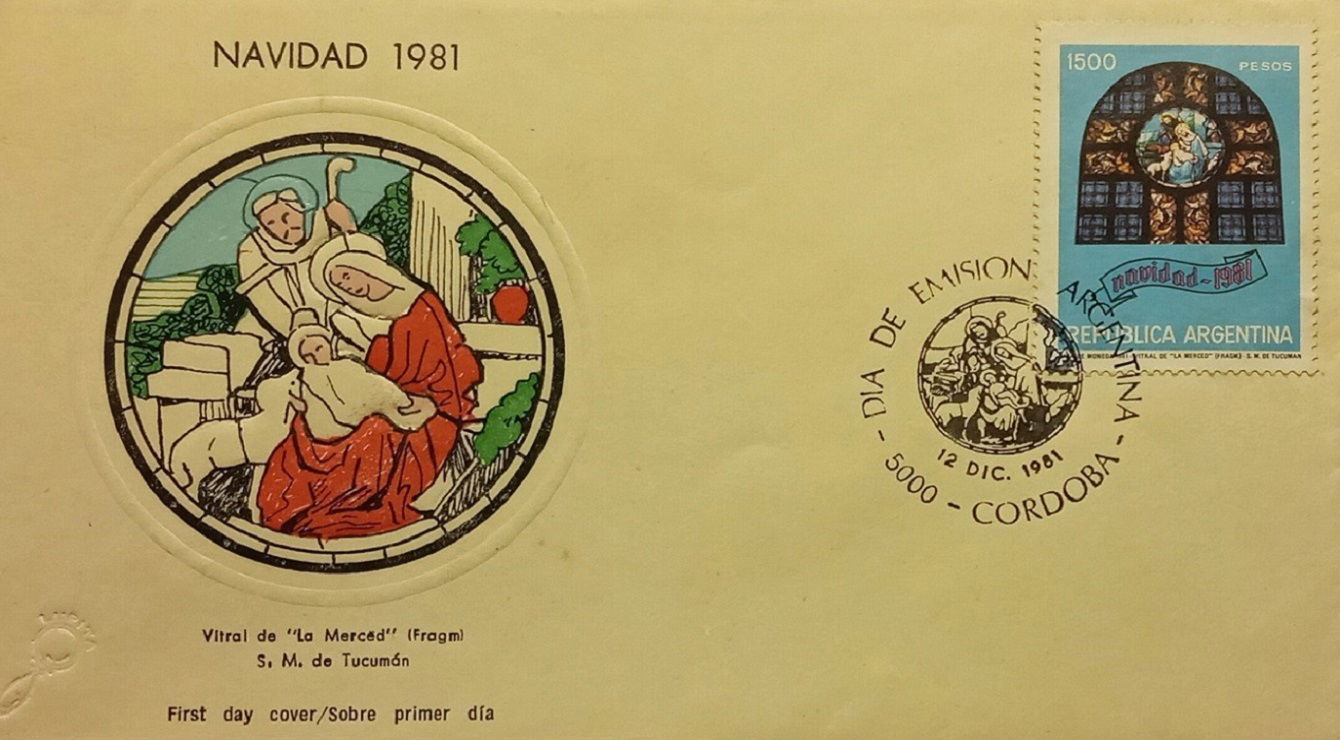 NAVIDAD 1981
Vitral de "La Merced" (Fragm)
S. M. de Tucumán
First day cover/Sobre primer día
1500 PESOS
navidad-1981
REPUBLICA ARGENTINA
VITRAL DE "LA MERCED" (FRAGM) - S. M. DE TUCUMAN
DIA DE EMISION
ARGENTINA
12 DIC. 1981
- 5000 - CORDOBA -